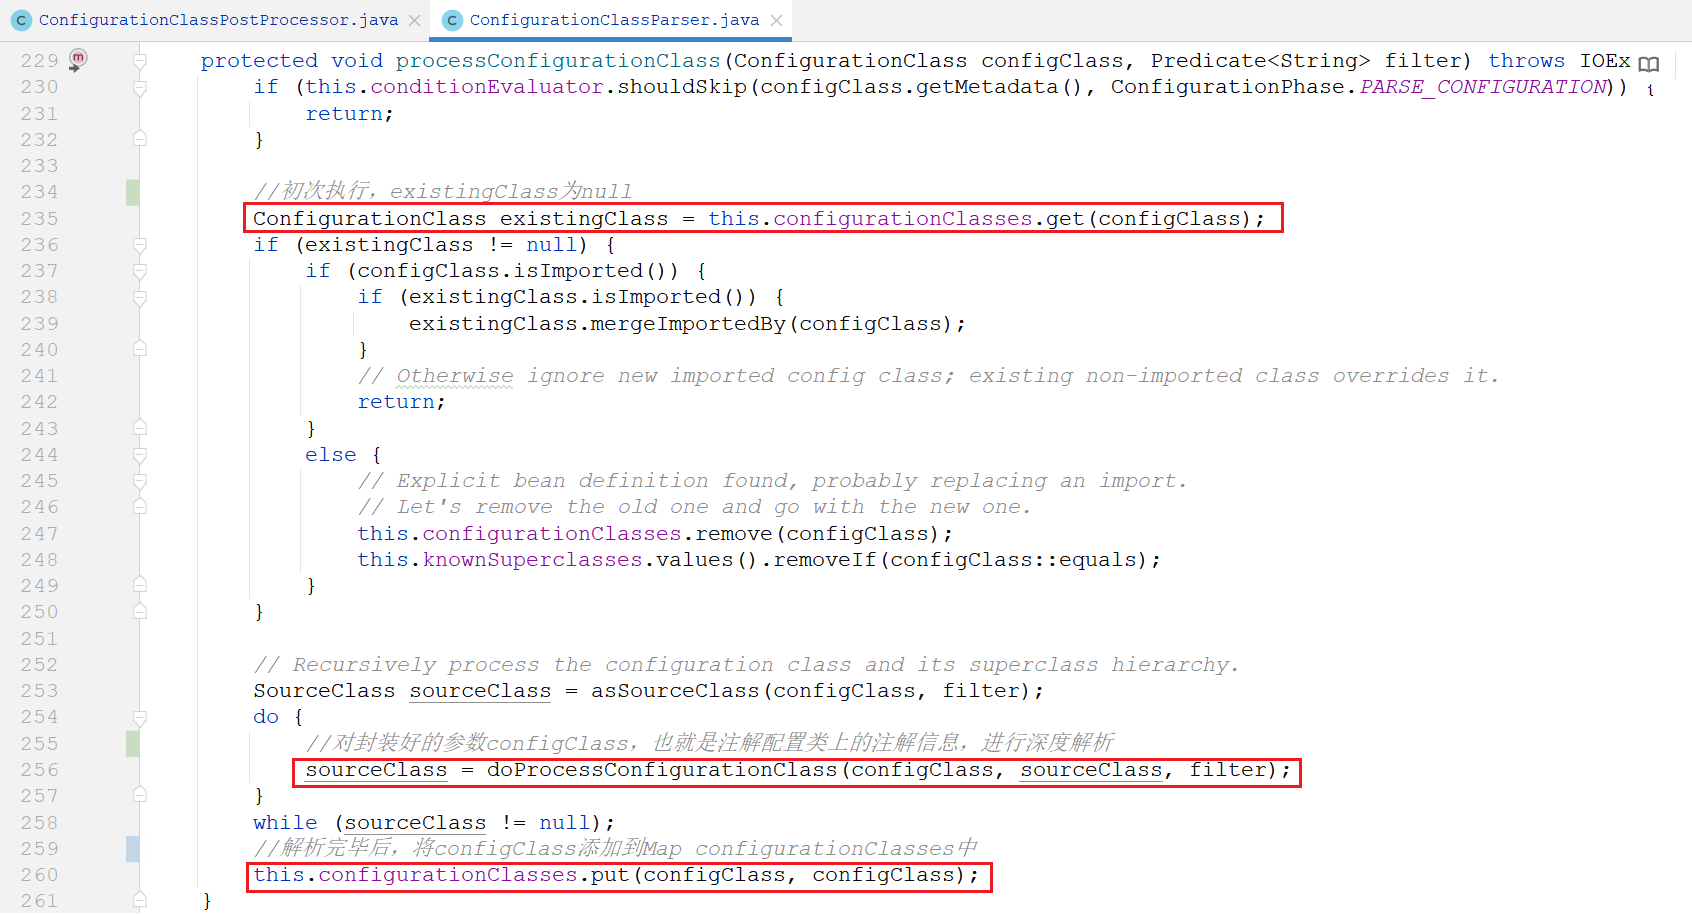 C ConfigurationClassPostProcessor.java × C ConfigurationClassParser.java ×
229 m protected void processConfigurationClass(ConfigurationClass configClass, Predicate<String> filter) throws IOEx
230 if (this.conditionEvaluator.shouldSkip(configClass.getMetadata(), ConfigurationPhase.PARSE_CONFIGURATION)) {
231 return;
232 }
233
234 //初次执行，existingClass为null
235 ConfigurationClass existingClass = this.configurationClasses.get(configClass);
236 if (existingClass != null) {
237 if (configClass.isImported()) {
238 if (existingClass.isImported()) {
239 existingClass.mergeImportedBy(configClass);
240 }
241 // Otherwise ignore new imported config class; existing non-imported class overrides it.
242 return;
243 }
244 else {
245 // Explicit bean definition found, probably replacing an import.
246 // Let's remove the old one and go with the new one.
247 this.configurationClasses.remove(configClass);
248 this.knownSuperclasses.values().removeIf(configClass::equals);
249 }
250 }
251
252 // Recursively process the configuration class and its superclass hierarchy.
253 SourceClass sourceClass = asSourceClass(configClass, filter);
254 do {
255 //对封装好的参数configClass，也就是注解配置类上的注解信息，进行深度解析
256 sourceClass = doProcessConfigurationClass(configClass, sourceClass, filter);
257 }
258 while (sourceClass != null);
259 //解析完毕后，将configClass添加到Map configurationClasses中
260 this.configurationClasses.put(configClass, configClass);
261 }